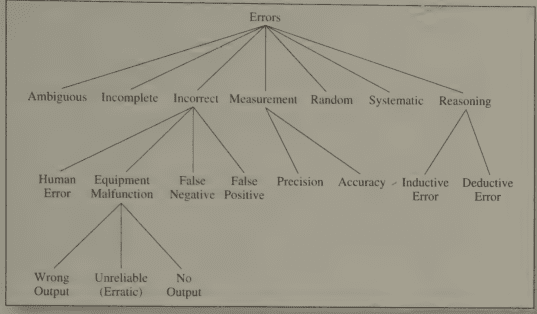 Errors
Ambiguous Incomplete Incorrect Measurement Random Systematic Reasoning
Human Equipment False False Precision Accuracy Inductive Deductive
Error Malfunction Negative Positive Error Error
Wrong Unreliable No
Output (Erratic) Output